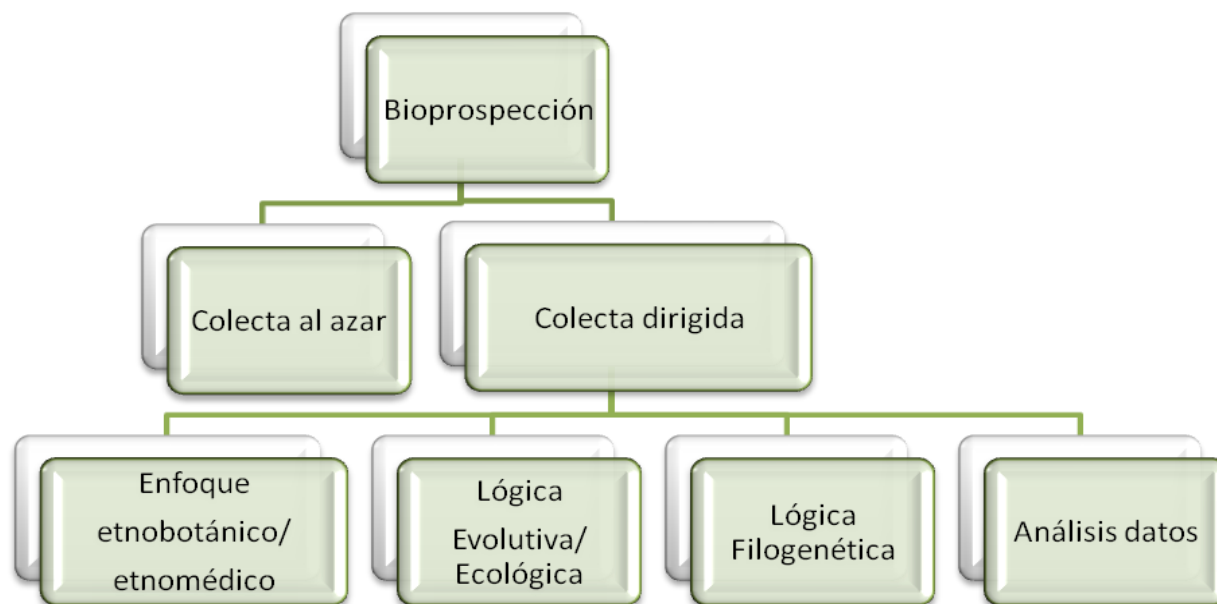 Bioprospección
Colecta al azar
Colecta dirigida
Enfoque
etnobotánico/
etnomédico
Lógica
Evolutiva/
Ecológica
Lógica
Filogenética
Análisis datos